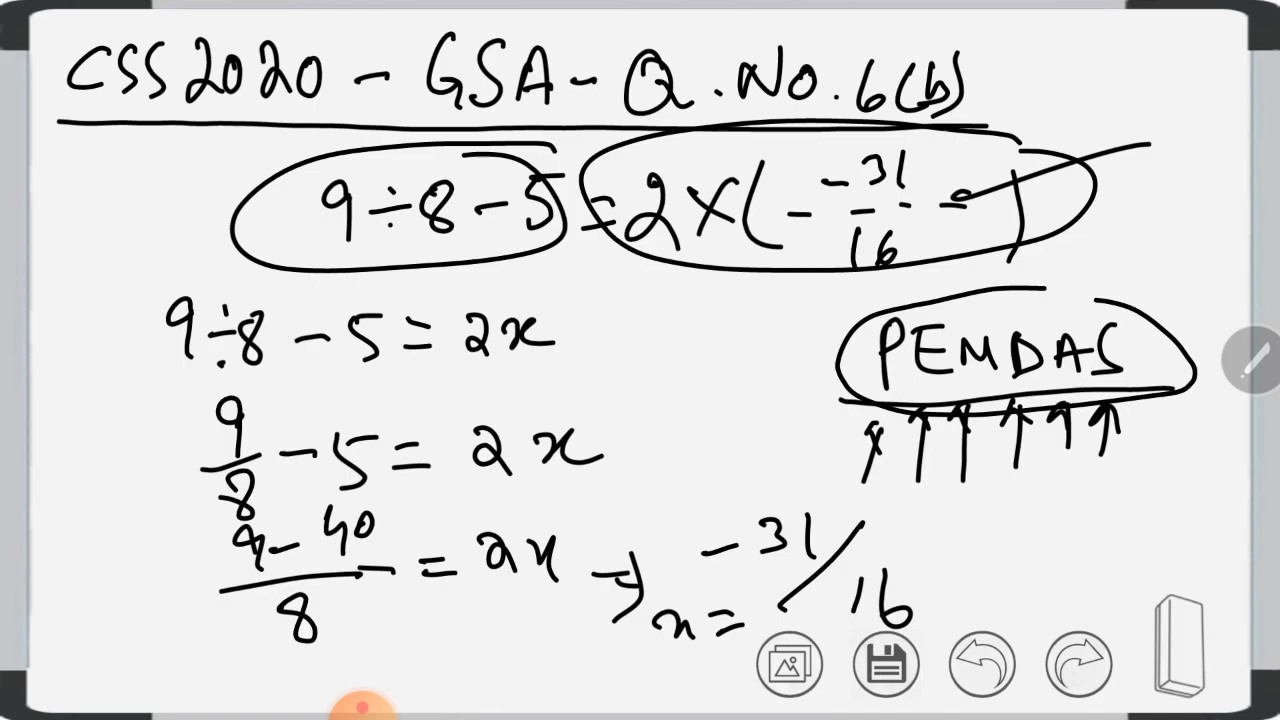 CSS 2020 - GSA - Q.No.6(b)
9÷8-5 = 2×(- -31/16 -)
9÷8-5 = 2x
PEMDAS
9/8 - 5 = 2x
9-40/8 = 2x → x = -31/16